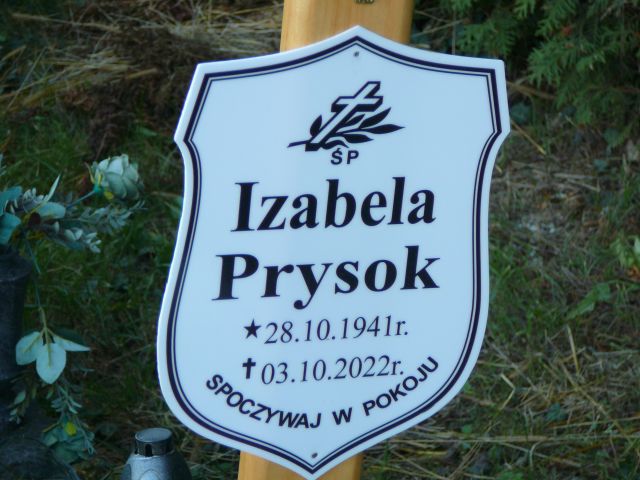 ŚP
Izabela
Prysok
★28.10.1941r.
✝03.10.2022r.
SPOCZYWAJ W POKOJU